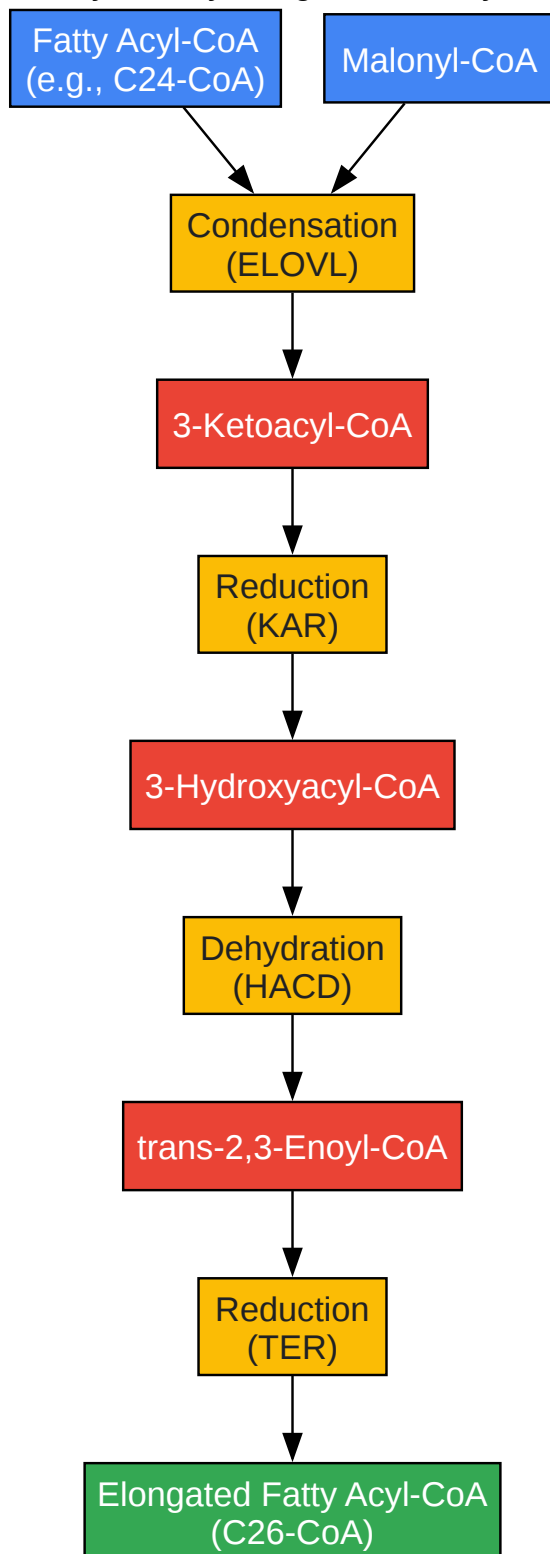 Fatty Acyl-CoA
(e.g., C24-CoA)
Malonyl-CoA
Condensation
(ELOVL)
3-Ketoacyl-CoA
Reduction
(KAR)
3-Hydroxyacyl-CoA
Dehydration
(HACD)
trans-2,3-Enoyl-CoA
Reduction
(TER)
Elongated Fatty Acyl-CoA
(C26-CoA)